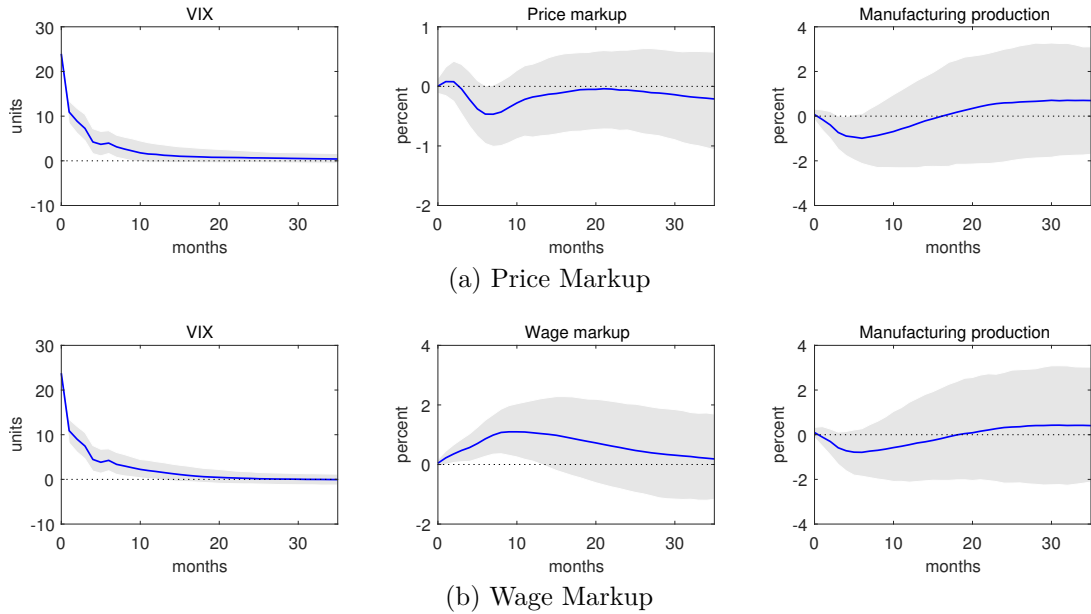 VIX
30
20
10
0
-10
units
0 10 20 30
months
Price markup
1
0
-1
-2
percent
0 10 20 30
months
Manufacturing production
4
2
0
-2
-4
percent
0 10 20 30
months
(a) Price Markup
VIX
30
20
10
0
-10
units
0 10 20 30
months
Wage markup
4
2
0
-2
percent
0 10 20 30
months
Manufacturing production
4
2
0
-2
-4
percent
0 10 20 30
months
(b) Wage Markup